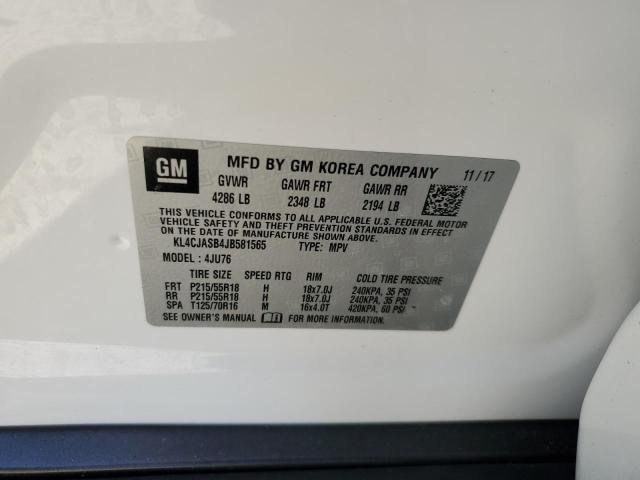 GM MFD BY GM KOREA COMPANY 11/17
GVWR GAWR FRT GAWR RR
4286 LB 2348 LB 2194 LB
THIS VEHICLE CONFORMS TO ALL APPLICABLE U.S. FEDERAL MOTOR
VEHICLE SAFETY AND THEFT PREVENTION STANDARDS IN EFFECT
ON THE DATE OF MANUFACTURE SHOWN ABOVE.
KL4CJASB4JB581565 TYPE: MPV
MODEL: 4JU76
TIRE SIZE SPEED RTG RIM COLD TIRE PRESSURE
FRT P215/55R18 H 18x7.0J 240KPA, 35 PSI
RR P215/55R18 H 18x7.0J 240KPA, 35 PSI
SPA T125/70R16 M 16x4.0T 420KPA, 60 PSI
SEE OWNER'S MANUAL FOR MORE INFORMATION.